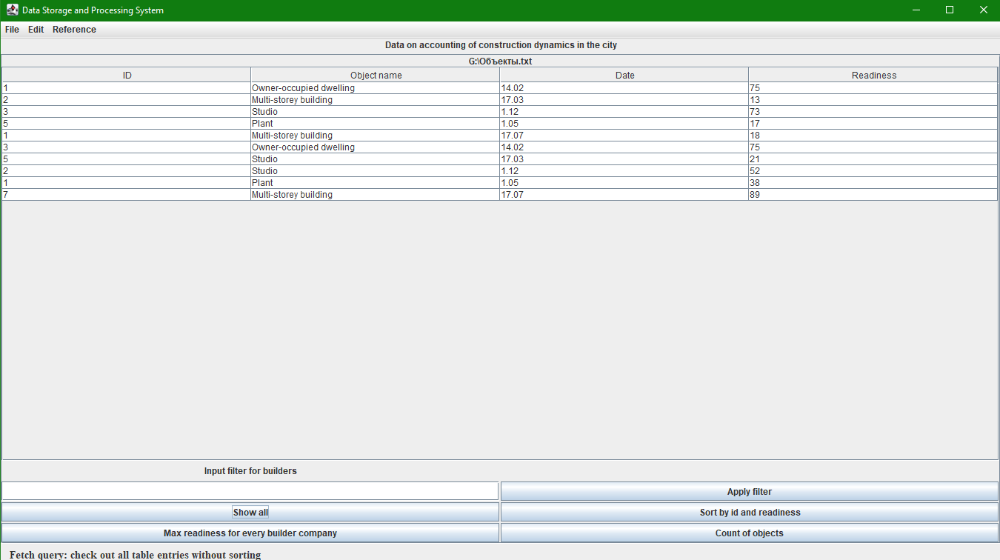 Data Storage and Processing System
File Edit Reference
Data on accounting of construction dynamics in the city
G:\Объекты.txt
ID Object name Date Readiness
1 Owner-occupied dwelling 14.02 75
2 Multi-storey building 17.03 13
3 Studio 1.12 73
5 Plant 1.05 17
1 Multi-storey building 17.07 18
3 Owner-occupied dwelling 14.02 75
5 Studio 17.03 21
2 Studio 1.12 52
1 Plant 1.05 38
7 Multi-storey building 17.07 89
Input filter for builders
Apply filter
Show all Sort by id and readiness
Max readiness for every builder company Count of objects
Fetch query: check out all table entries without sorting